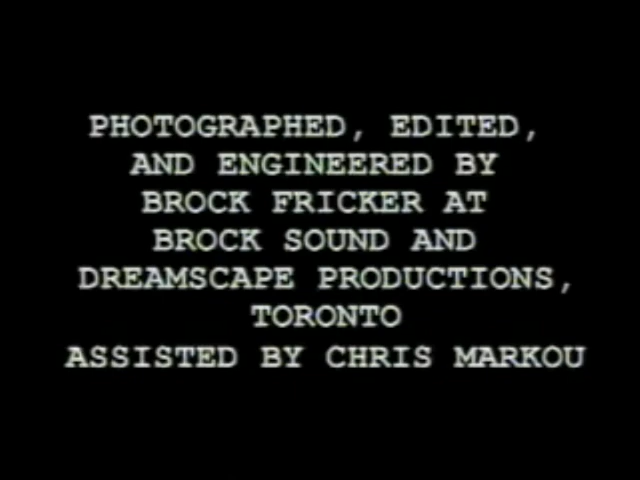 PHOTOGRAPHED, EDITED,
AND ENGINEERED BY
BROCK FRICKER AT
BROCK SOUND AND
DREAMSCAPE PRODUCTIONS,
TORONTO
ASSISTED BY CHRIS MARKOU